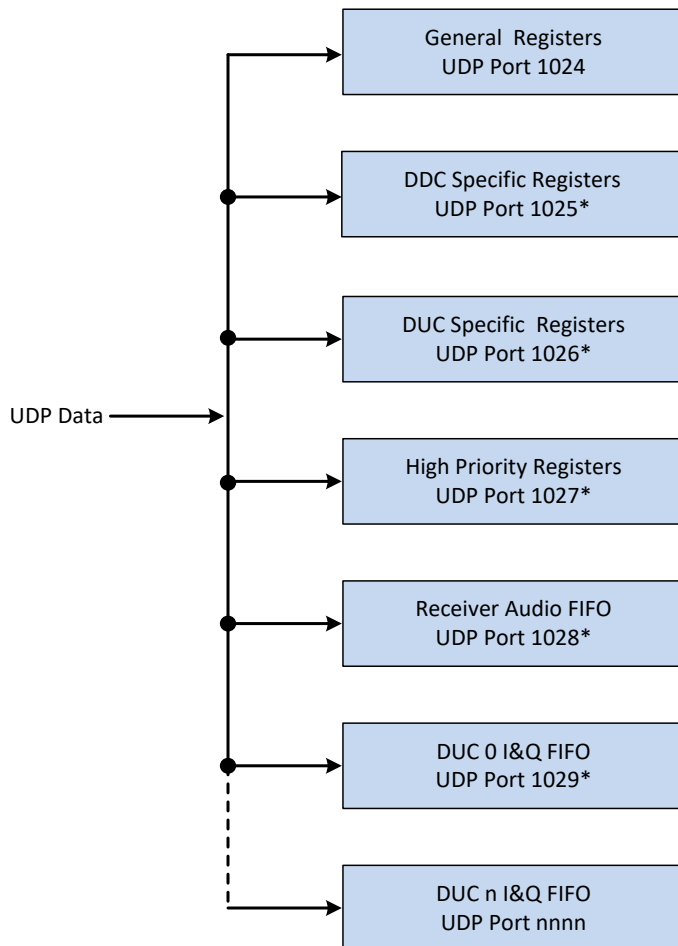 General Registers
UDP Port 1024
DDC Specific Registers
UDP Port 1025*
DUC Specific Registers
UDP Port 1026*
UDP Data
High Priority Registers
UDP Port 1027*
Receiver Audio FIFO
UDP Port 1028*
DUC 0 I&Q FIFO
UDP Port 1029*
DUC n I&Q FIFO
UDP Port nnnn